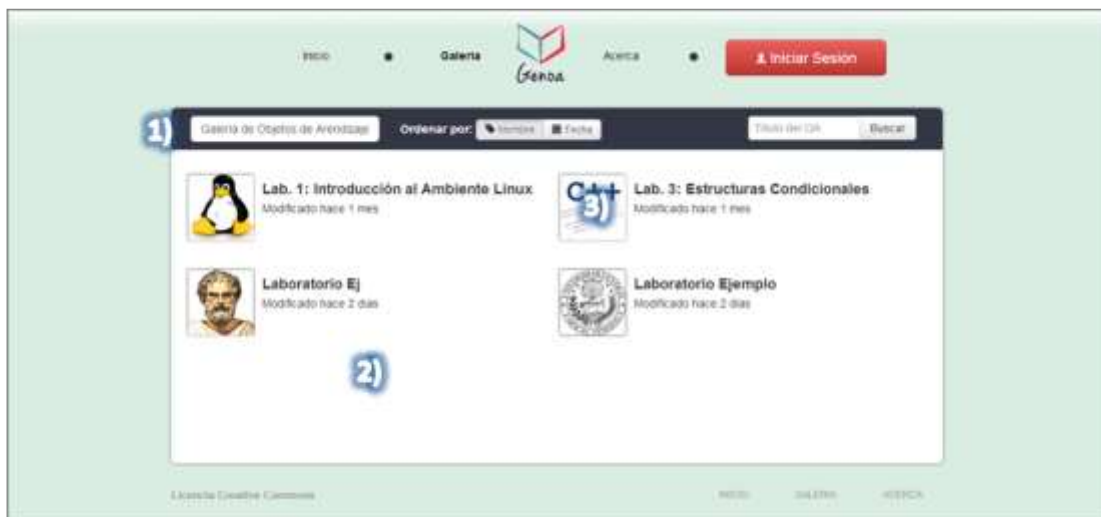 Inicio • Galería Genoa Acerca • Iniciar Sesión
1) Galería de Objetos de Arendizaje Ordenar por: Nombre Fecha Título del OA Buscar
Lab. 1: Introducción al Ambiente Linux C++ 3) Lab. 3: Estructuras Condicionales
Modificado hace 1 mes Modificado hace 1 mes
Laboratorio Ej Laboratorio Ejemplo
Modificado hace 2 días Modificado hace 2 días
2)
Licencia Creative Commons INICIO GALERÍA ACERCA